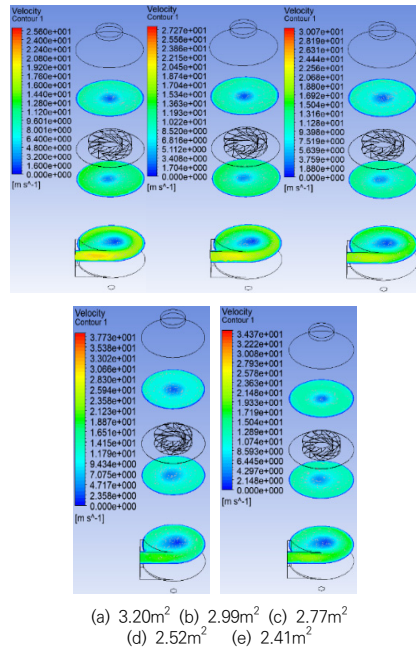 Velocity
Contour 1
2.560e+001
2.400e+001
2.240e+001
2.080e+001
1.920e+001
1.760e+001
1.600e+001
1.440e+001
1.280e+001
1.120e+001
9.601e+000
8.001e+000
6.400e+000
4.800e+000
3.200e+000
1.600e+000
0.000e+000
[m s^-1]
Velocity
Contour 1
2.727e+001
2.556e+001
2.386e+001
2.215e+001
2.045e+001
1.874e+001
1.704e+001
1.534e+001
1.363e+001
1.193e+001
1.022e+001
8.520e+000
6.816e+000
5.112e+000
3.408e+000
1.704e+000
0.000e+000
[m s^-1]
Velocity
Contour 1
3.007e+001
2.819e+001
2.631e+001
2.444e+001
2.256e+001
2.068e+001
1.880e+001
1.692e+001
1.504e+001
1.316e+001
1.128e+001
9.398e+000
7.519e+000
5.639e+000
3.759e+000
1.880e+000
0.000e+000
[m s^-1]
Velocity
Contour 1
3.773e+001
3.538e+001
3.302e+001
3.066e+001
2.830e+001
2.594e+001
2.358e+001
2.123e+001
1.887e+001
1.651e+001
1.415e+001
1.179e+001
9.434e+000
7.075e+000
4.717e+000
2.358e+000
0.000e+000
[m s^-1]
Velocity
Contour 1
3.437e+001
3.222e+001
3.008e+001
2.793e+001
2.578e+001
2.363e+001
2.148e+001
1.933e+001
1.719e+001
1.504e+001
1.289e+001
1.074e+001
8.593e+000
6.445e+000
4.297e+000
2.148e+000
0.000e+000
[m s^-1]
(a) 3.20m² (b) 2.99m² (c) 2.77m²
(d) 2.52m² (e) 2.41m²